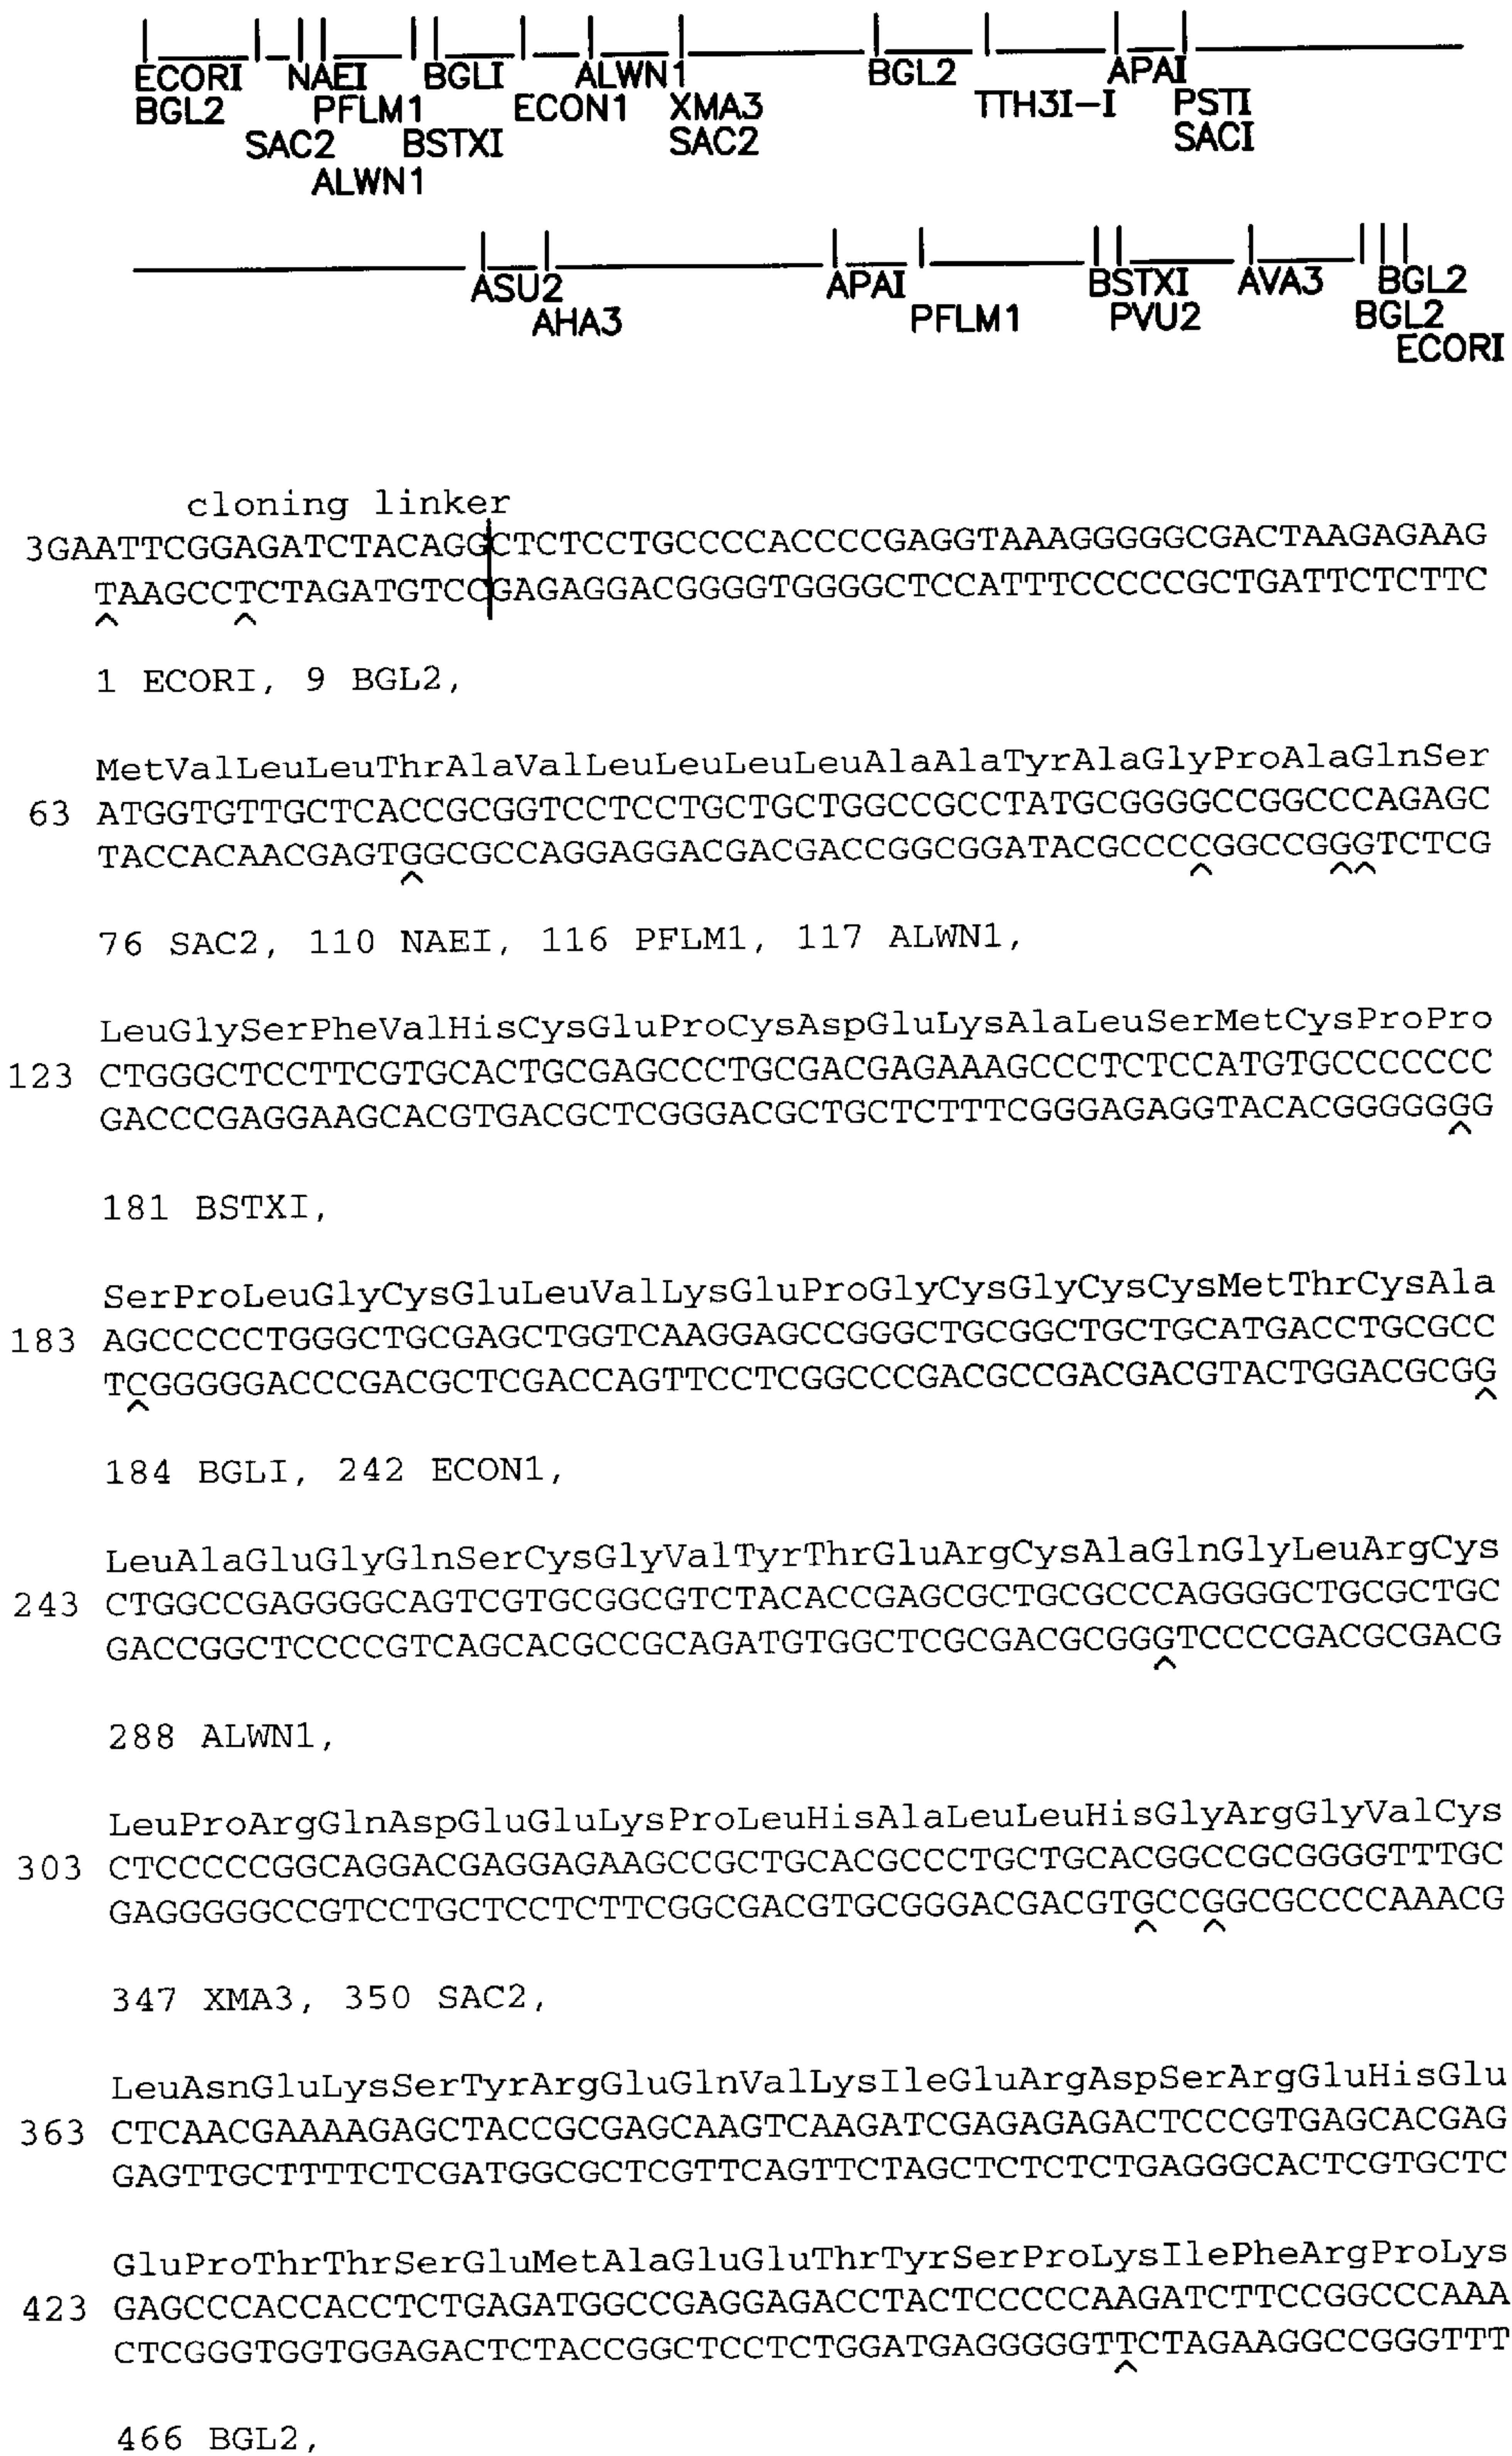 ECORI NAEI BGLI ALWN1 BGL2 APAI
BGL2 PFLM1 ECON1 XMA3 TTH3I-I PSTI
SAC2 BSTXI SAC2 SACI
ALWN1
ASU2 APAI BSTXI AVA3 BGL2
AHA3 PFLM1 PVU2 BGL2
ECORI
cloning linker
3GAATTCGGAGATCTACAGGCTCTCCTGCCCCACCCCGAGGTAAAGGGGGCGACTAAGAGAAG
TAAGCCTCTAGATGTCCGAGAGGACGGGGTGGGGCTCCATTTCCCCCGCTGATTCTCTTC
^ ^
1 ECORI, 9 BGL2,
MetValLeuLeuThrAlaValLeuLeuLeuLeuAlaAlaTyrAlaGlyProAlaGlnSer
63 ATGGTGTTGCTCACCGCGGTCCTCCTGCTGCTGGCCGCCTATGCGGGGCCGGCCCAGAGC
TACCACAACGAGTGGCGCCAGGAGGACGACGACCGGCGGATACGCCCCGGCCGGGTCTCG
^ ^ ^^
76 SAC2, 110 NAEI, 116 PFLM1, 117 ALWN1,
LeuGlySerPheValHisCysGluProCysAspGluLysAlaLeuSerMetCysProPro
123 CTGGGCTCCTTCGTGCACTGCGAGCCCTGCGACGAGAAAGCCCTCTCCATGTGCCCCCCC
GACCCGAGGAAGCACGTGACGCTCGGGACGCTGCTCTTTCGGGAGAGGTACACGGGGGGG
^
181 BSTXI,
SerProLeuGlyCysGluLeuValLysGluProGlyCysGlyCysCysMetThrCysAla
183 AGCCCCCTGGGCTGCGAGCTGGTCAAGGAGCCGGGCTGCGGCTGCTGCATGACCTGCGCC
TCGGGGGACCCGACGCTCGACCAGTTCCTCGGCCCGACGCCGACGACGTACTGGACGCGG
^ ^
184 BGLI, 242 ECON1,
LeuAlaGluGlyGlnSerCysGlyValTyrThrGluArgCysAlaGlnGlyLeuArgCys
243 CTGGCCGAGGGGCAGTCGTGCGGCGTCTACACCGAGCGCTGCGCCCAGGGGCTGCGCTGC
GACCGGCTCCCCGTCAGCACGCCGCAGATGTGGCTCGCGACGCGGGTCCCCGACGCGACG
^
288 ALWN1,
LeuProArgGlnAspGluGluLysProLeuHisAlaLeuLeuHisGlyArgGlyValCys
303 CTCCCCCGGCAGGACGAGGAGAAGCCGCTGCACGCCCTGCTGCACGGCCGCGGGGTTTGC
GAGGGGGCCGTCCTGCTCCTCTTCGGCGACGTGCGGGACGACGTGCCGGCGCCCCAAACG
^ ^
347 XMA3, 350 SAC2,
LeuAsnGluLysSerTyrArgGluGlnValLysIleGluArgAspSerArgGluHisGlu
363 CTCAACGAAAAGAGCTACCGCGAGCAAGTCAAGATCGAGAGAGACTCCCGTGAGCACGAG
GAGTTGCTTTTCTCGATGGCGCTCGTTCAGTTCTAGCTCTCTCTGAGGGCACTCGTGCTC
GluProThrThrSerGluMetAlaGluGluThrTyrSerProLysIlePheArgProLys
423 GAGCCCACCACCTCTGAGATGGCCGAGGAGACCTACTCCCCCAAGATCTTCCGGCCCAAA
CTCGGGTGGTGGAGACTCTACCGGCTCCTCTGGATGAGGGGGTTCTAGAAGGCCGGGTTT
^
466 BGL2,